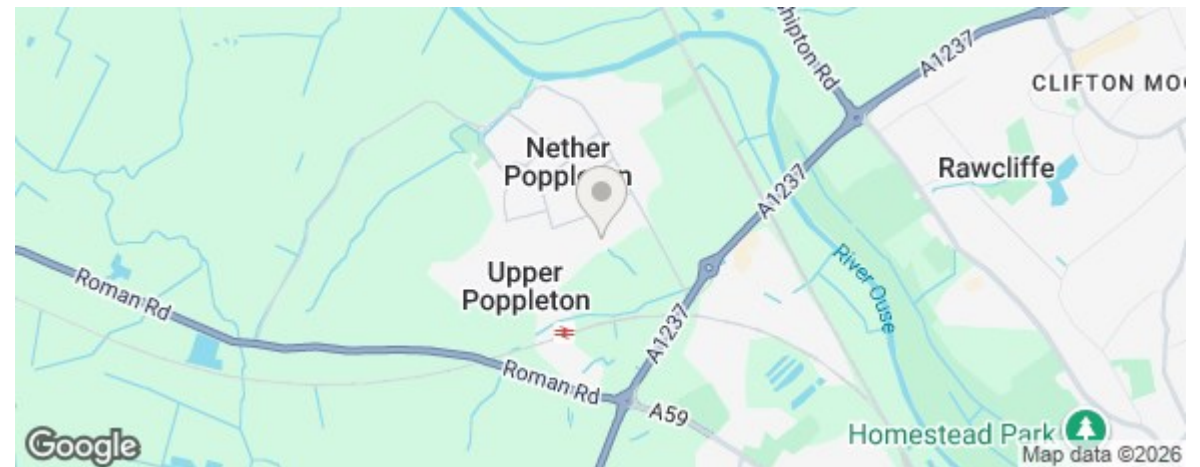 Shipton Rd
A1237
CLIFTON MO
Nether
Poppleton
A1237
Rawcliffe
River Ouse
Upper
Poppleton
Roman Rd
A1237
Roman Rd
A59
Homestead Park
Google
Map data ©2026